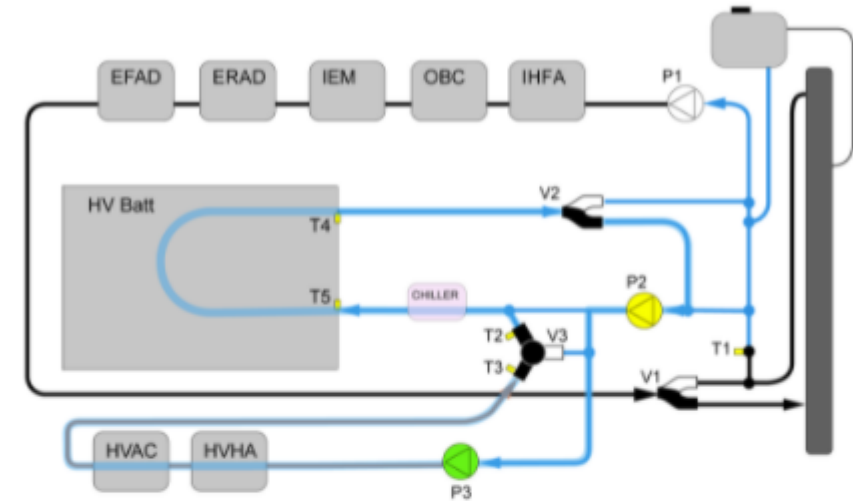 EFAD
ERAD
IEM
OBC
IHFA
P1
HV Batt
V2
T4
T5
CHILLER
P2
T2
V3
T3
T1
V1
HVAC
HVHA
P3